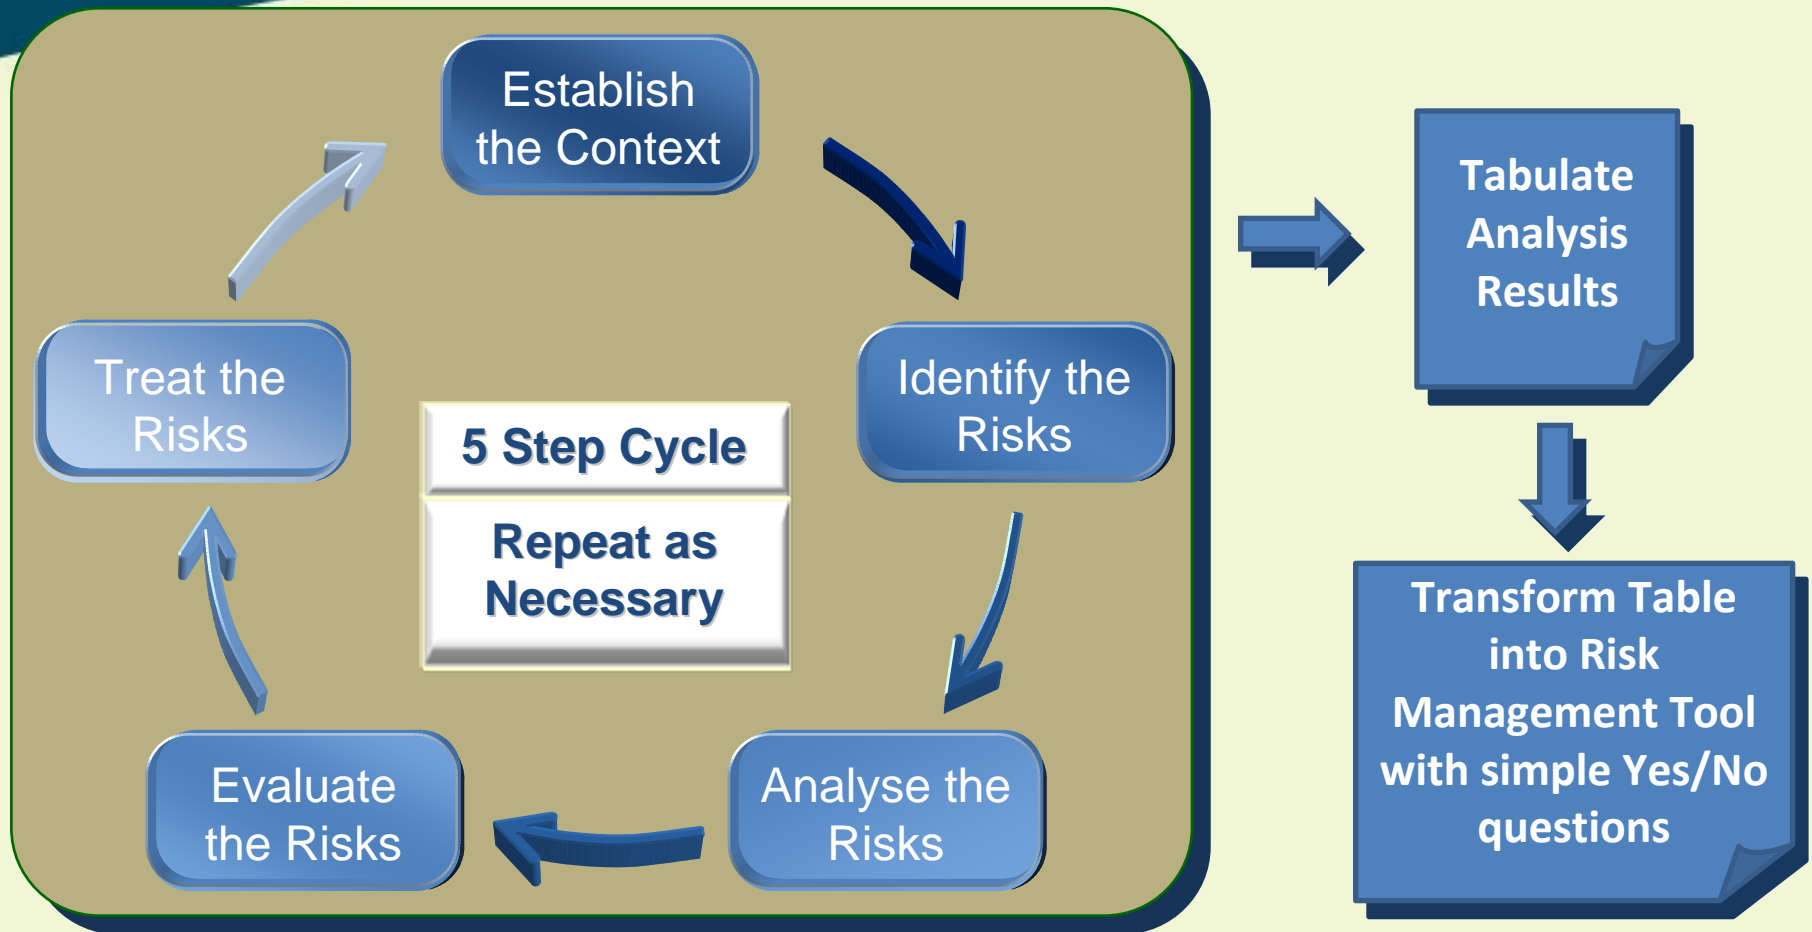 Establish
the Context
Identify the
Risks
Analyse the
Risks
Evaluate
the Risks
Treat the
Risks
5 Step Cycle
Repeat as
Necessary
Tabulate
Analysis
Results
Transform Table
into Risk
Management Tool
with simple Yes/No
questions